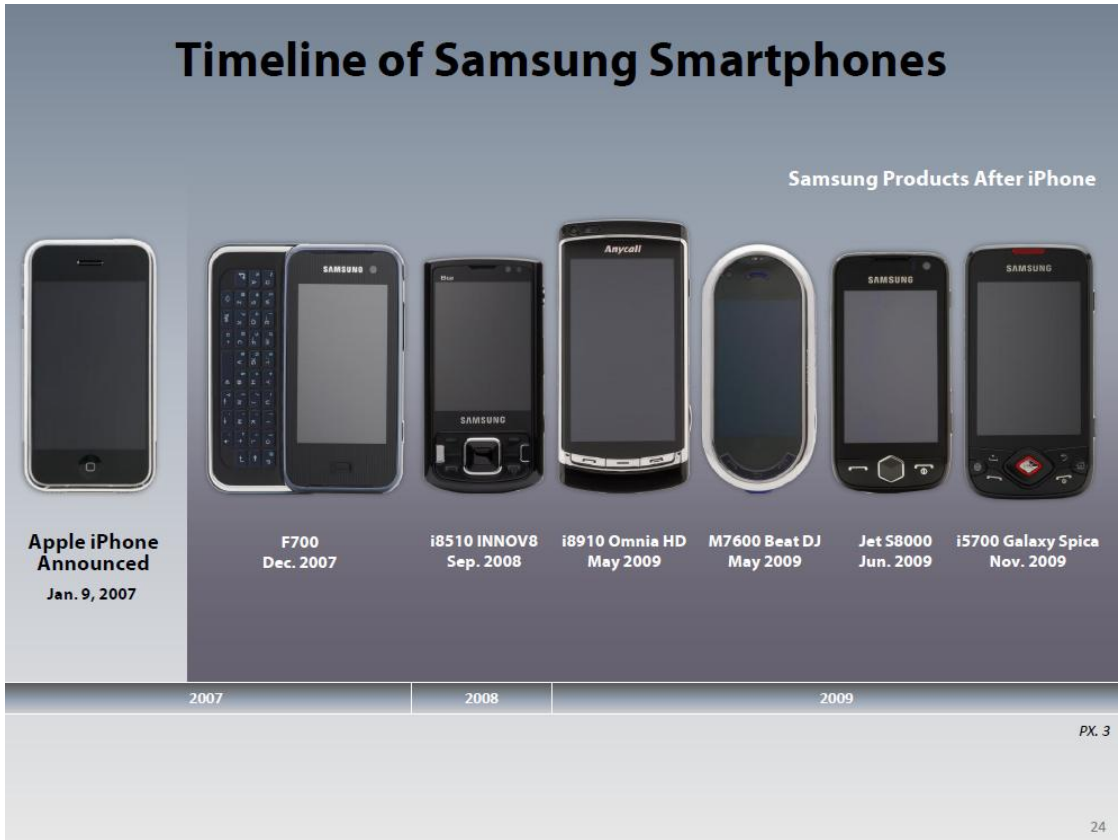 Timeline of Samsung Smartphones
Samsung Products After iPhone
Anycall
SAMSUNG
SAMSUNG
SAMSUNG
SAMSUNG
Apple iPhone
Announced
Jan. 9, 2007
F700
Dec. 2007
i8510 INNOV8
Sep. 2008
i8910 Omnia HD
May 2009
M7600 Beat DJ
May 2009
Jet S8000
Jun. 2009
i5700 Galaxy Spica
Nov. 2009
2007
2008
2009
PX. 3
24